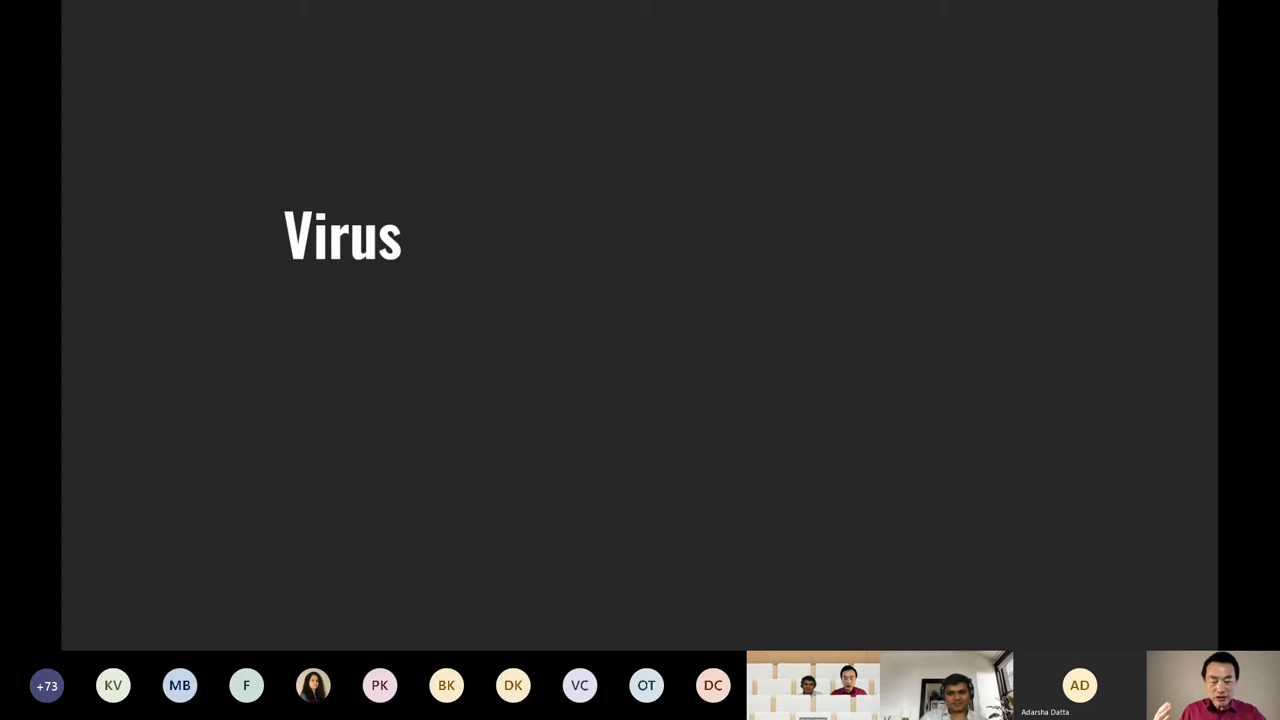 Virus
+73
KV
MB
F
PK
BK
DK
VC
OT
DC
AD
Adarsha Datta